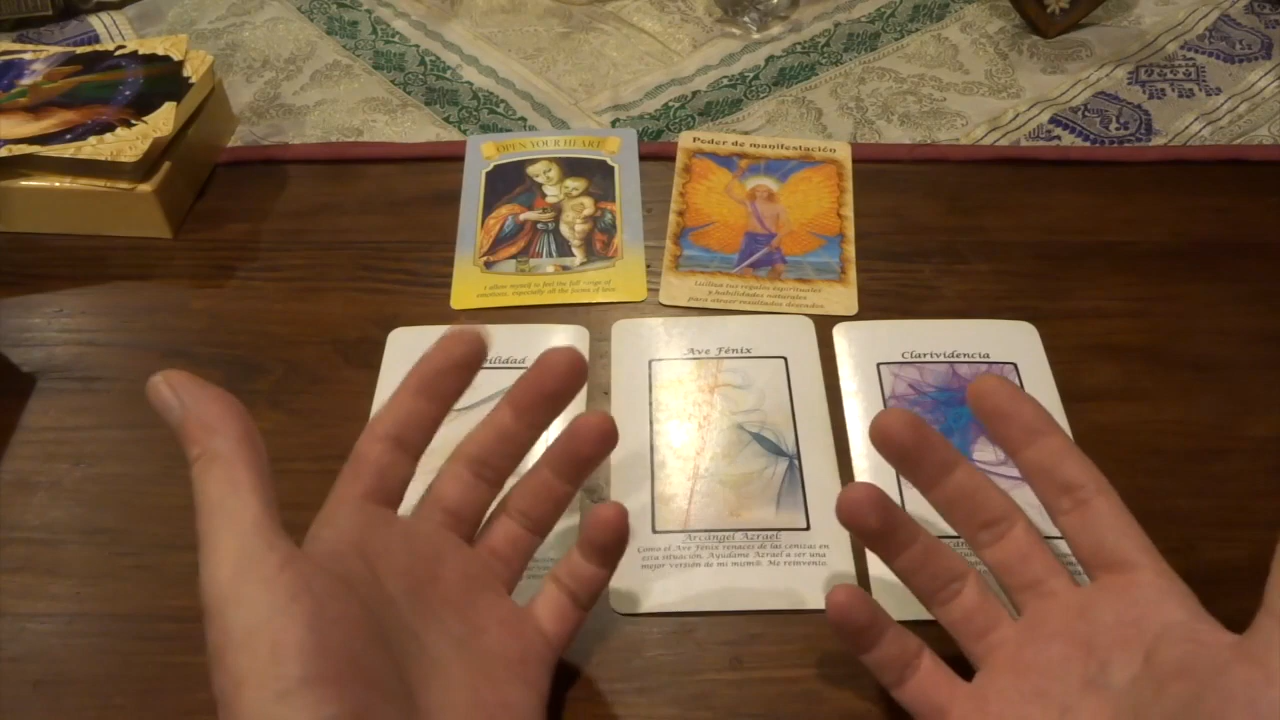 OPEN YOUR HEART
I allow myself to feel the full range of
emotions, especially all the forms of love.
Poder de manifestación
Utiliza tus regalos espirituales
y habilidades naturales
para atraer resultados deseados.
Ave Fénix
Arcángel Azrael:
Como el Ave Fénix renaces de las cenizas en
esta situación. Ayúdame Azrael a ser una
mejor versión de mi mism@. Me reinvento.
Clarividencia